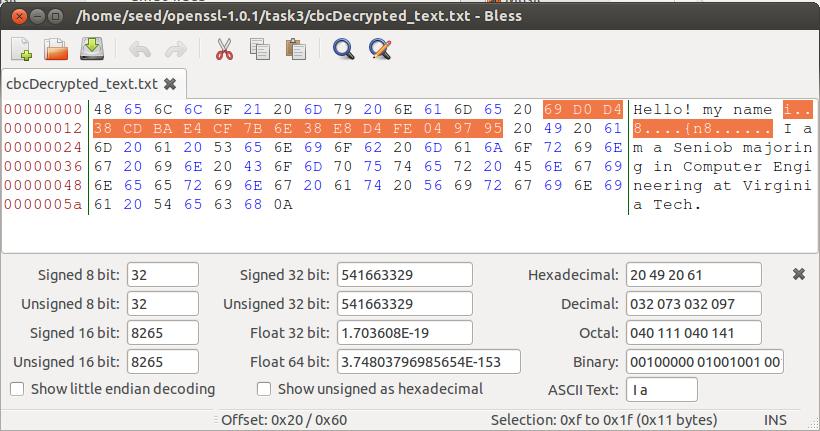 /home/seed/openssl-1.0.1/task3/cbcDecrypted_text.txt - Bless
cbcDecrypted_text.txt
00000000 48 65 6C 6C 6F 21 20 6D 79 20 6E 61 6D 65 20 69 D0 D4 Hello! my name i..
00000012 38 CD BA E4 CF 7B 6E 38 E8 D4 FE 04 97 95 20 49 20 61 8....{n8...... I a
00000024 6D 20 61 20 53 65 6E 69 6F 62 20 6D 61 6A 6F 72 69 6E m a Seniob majorin
00000036 67 20 69 6E 20 43 6F 6D 70 75 74 65 72 20 45 6E 67 69 g in Computer Engi
00000048 6E 65 65 72 69 6E 67 20 61 74 20 56 69 72 67 69 6E 69 neering at Virgini
0000005a 61 20 54 65 63 68 0A a Tech.
Signed 8 bit: 32 Signed 32 bit: 541663329 Hexadecimal: 20 49 20 61
Unsigned 8 bit: 32 Unsigned 32 bit: 541663329 Decimal: 032 073 032 097
Signed 16 bit: 8265 Float 32 bit: 1.703608E-19 Octal: 040 111 040 141
Unsigned 16 bit: 8265 Float 64 bit: 3.74803796985654E-153 Binary: 00100000 01001001 00
Show little endian decoding Show unsigned as hexadecimal ASCII Text: I a
Offset: 0x20 / 0x60 Selection: 0xf to 0x1f (0x11 bytes) INS